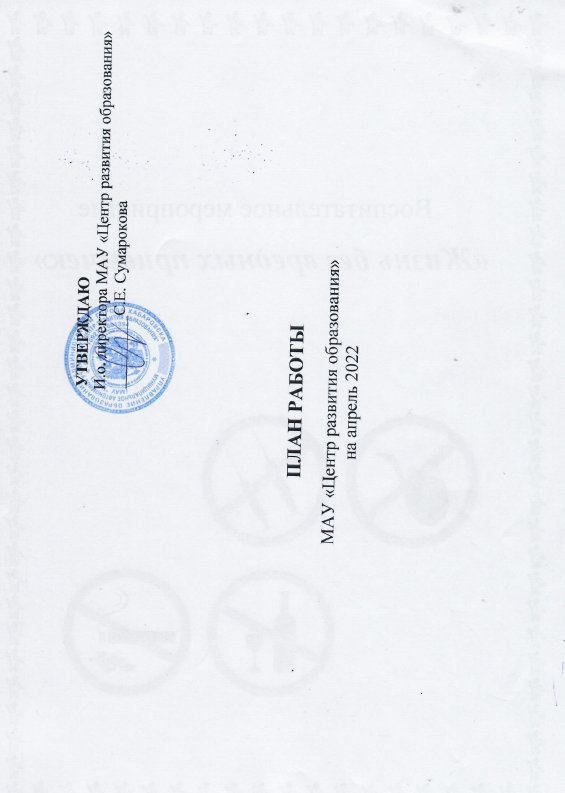 УТВЕРЖДАЮ
И.о. директора МАУ «Центр развития образования»
С.Е. Сумарокова
ПЛАН РАБОТЫ
МАУ «Центр развития образования»
на апрель 2022
Воспитательное мероприятие
«Жизнь без вредных привычек»